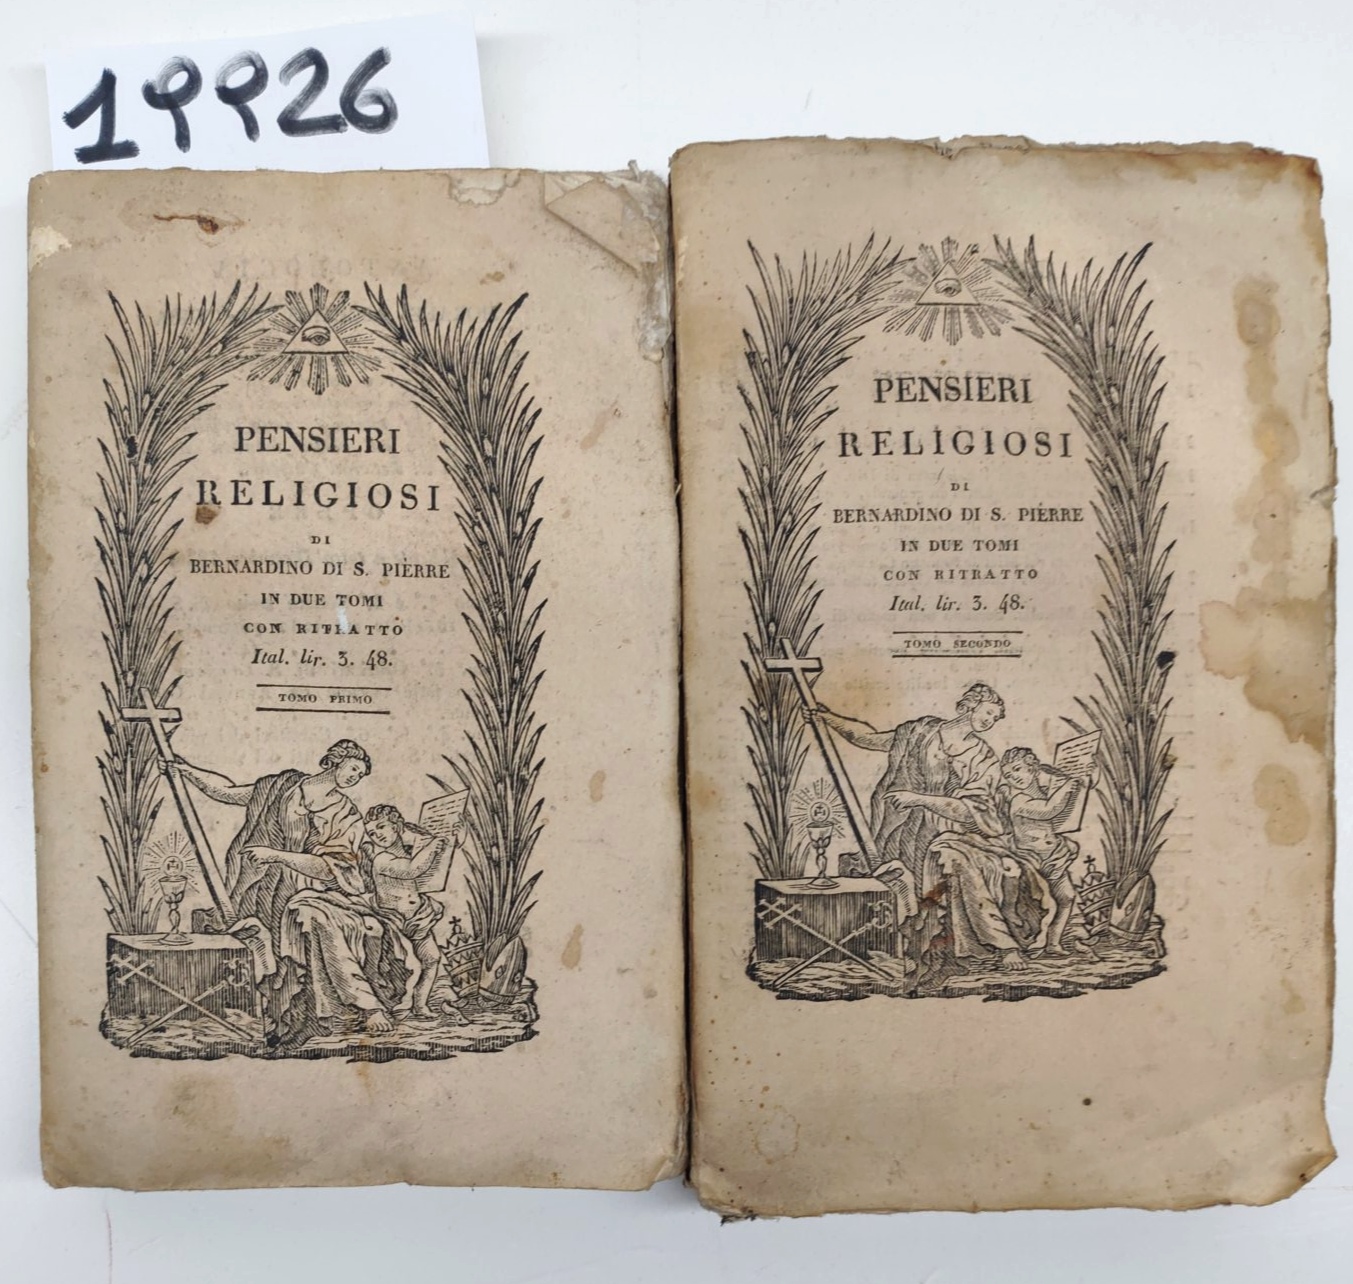 19926
PENSIERI
RELIGIOSI
DI
BERNARDINO DI S. PIERRE
IN DUE TOMI
CON RITRATTO
Ital. lir. 3. 48.
TOMO PRIMO
PENSIERI
RELIGIOSI
DI
BERNARDINO DI S. PIERRE
IN DUE TOMI
CON RITRATTO
Ital. lir. 3. 48.
TOMO SECONDO